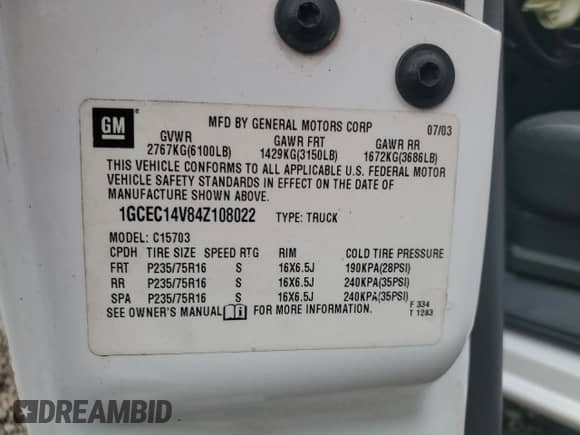 GM ®
MFD BY GENERAL MOTORS CORP 07/03
GVWR GAWR FRT GAWR RR
2767KG(6100LB) 1429KG(3150LB) 1672KG(3686LB)
THIS VEHICLE CONFORMS TO ALL APPLICABLE U.S. FEDERAL MOTOR
VEHICLE SAFETY STANDARDS IN EFFECT ON THE DATE OF
MANUFACTURE SHOWN ABOVE.
1GCEC14V84Z108022 TYPE: TRUCK
MODEL: C15703
CPDH TIRE SIZE SPEED RTG RIM COLD TIRE PRESSURE
FRT P235/75R16 S 16X6.5J 190KPA(28PSI)
RR P235/75R16 S 16X6.5J 240KPA(35PSI)
SPA P235/75R16 S 16X6.5J 240KPA(35PSI)
SEE OWNER'S MANUAL i FOR MORE INFORMATION.
F 334
T 1283
DREAMBID